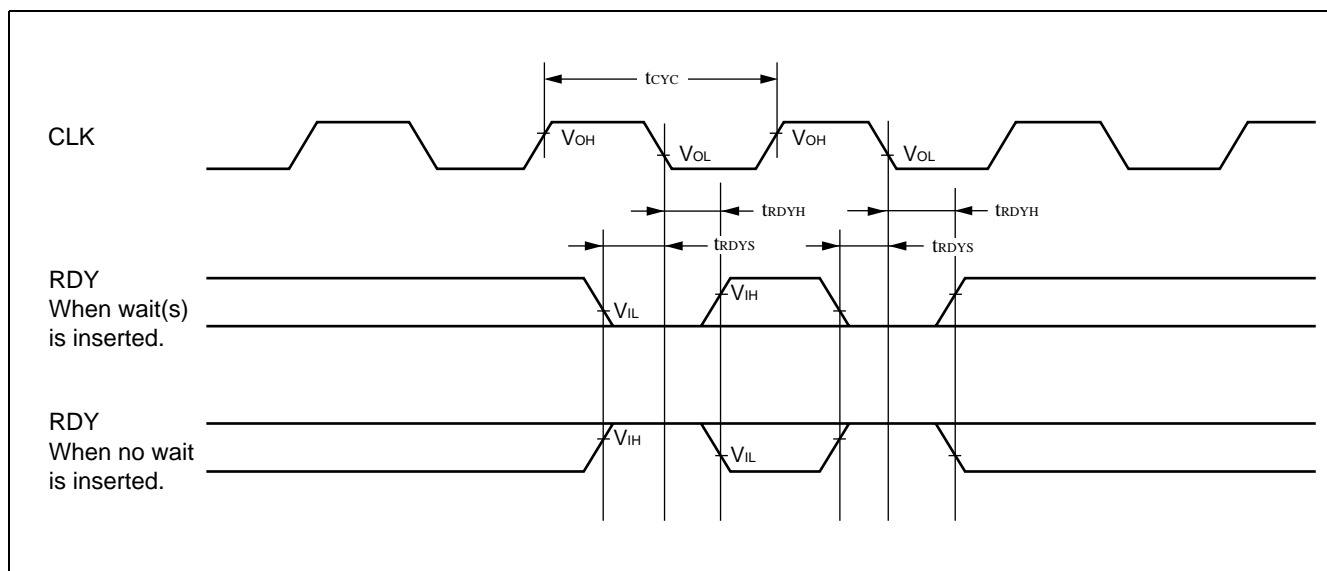 tCYC
CLK
VOH
VOL
VOH
VOL
tRDYH
tRDYH
tRDYS
tRDYS
RDY
When wait(s)
is inserted.
VIH
VIL
RDY
When no wait
is inserted.
VIH
VIL